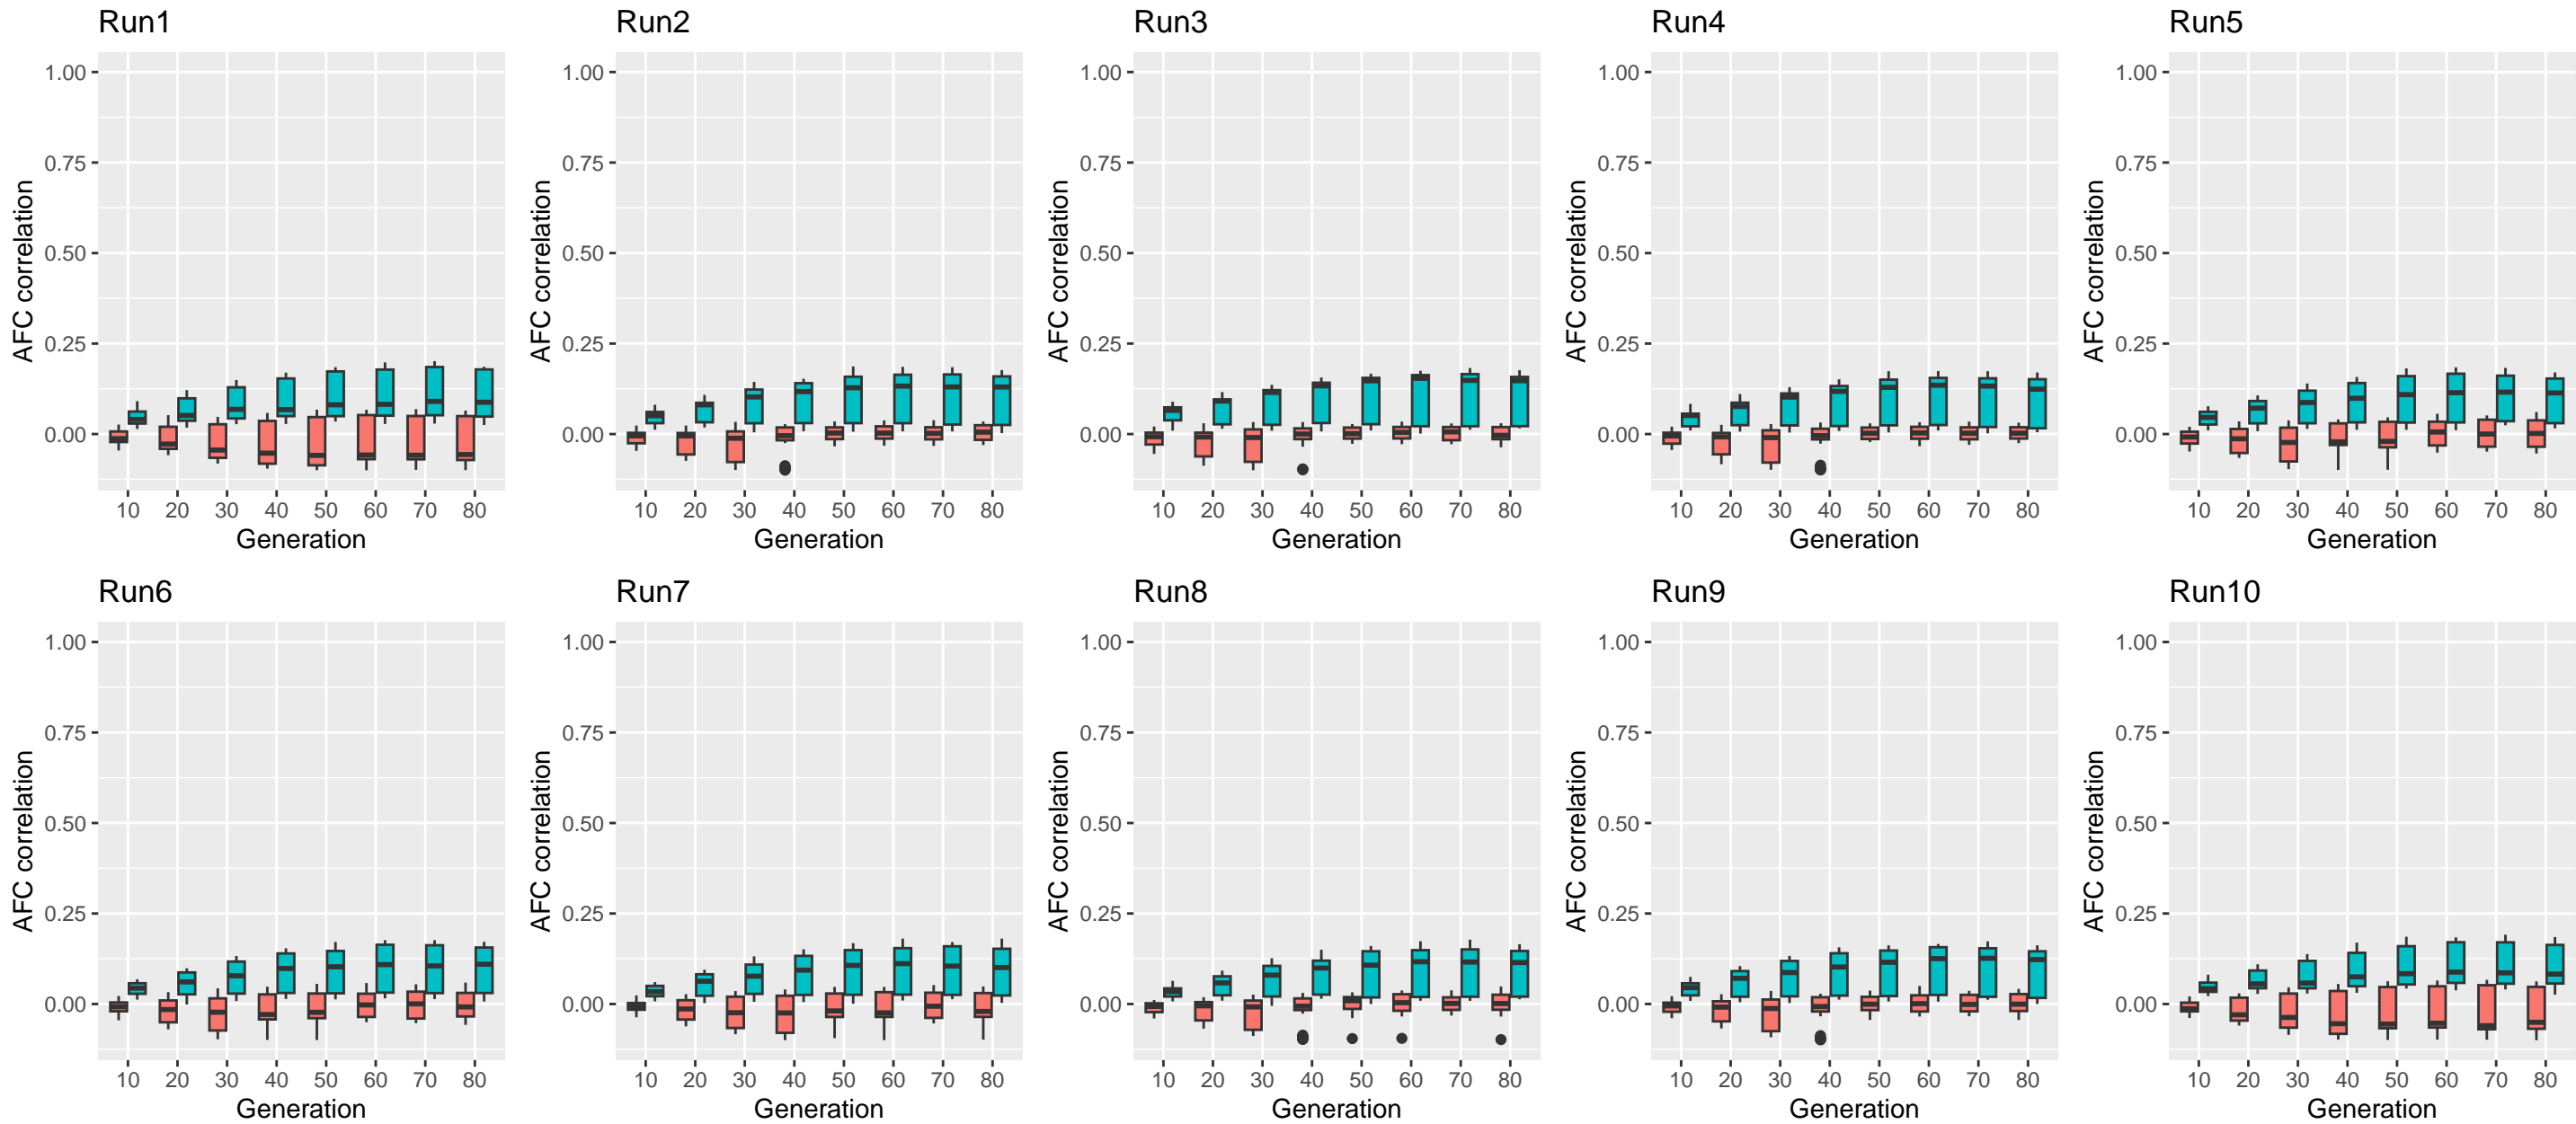 Run1 Run2 Run3 Run4 Run5
1.00 1.00 1.00 1.00 1.00
0.75 0.75 0.75 0.75 0.75
0.50 0.50 0.50 0.50 0.50
0.25 0.25 0.25 0.25 0.25
0.00 0.00 0.00 0.00 0.00
AFC correlation AFC correlation AFC correlation AFC correlation AFC correlation
10 20 30 40 50 60 70 80 10 20 30 40 50 60 70 80 10 20 30 40 50 60 70 80 10 20 30 40 50 60 70 80 10 20 30 40 50 60 70 80
Generation Generation Generation Generation Generation
Run6 Run7 Run8 Run9 Run10
1.00 1.00 1.00 1.00 1.00
0.75 0.75 0.75 0.75 0.75
0.50 0.50 0.50 0.50 0.50
0.25 0.25 0.25 0.25 0.25
0.00 0.00 0.00 0.00 0.00
AFC correlation AFC correlation AFC correlation AFC correlation AFC correlation
10 20 30 40 50 60 70 80 10 20 30 40 50 60 70 80 10 20 30 40 50 60 70 80 10 20 30 40 50 60 70 80 10 20 30 40 50 60 70 80
Generation Generation Generation Generation Generation